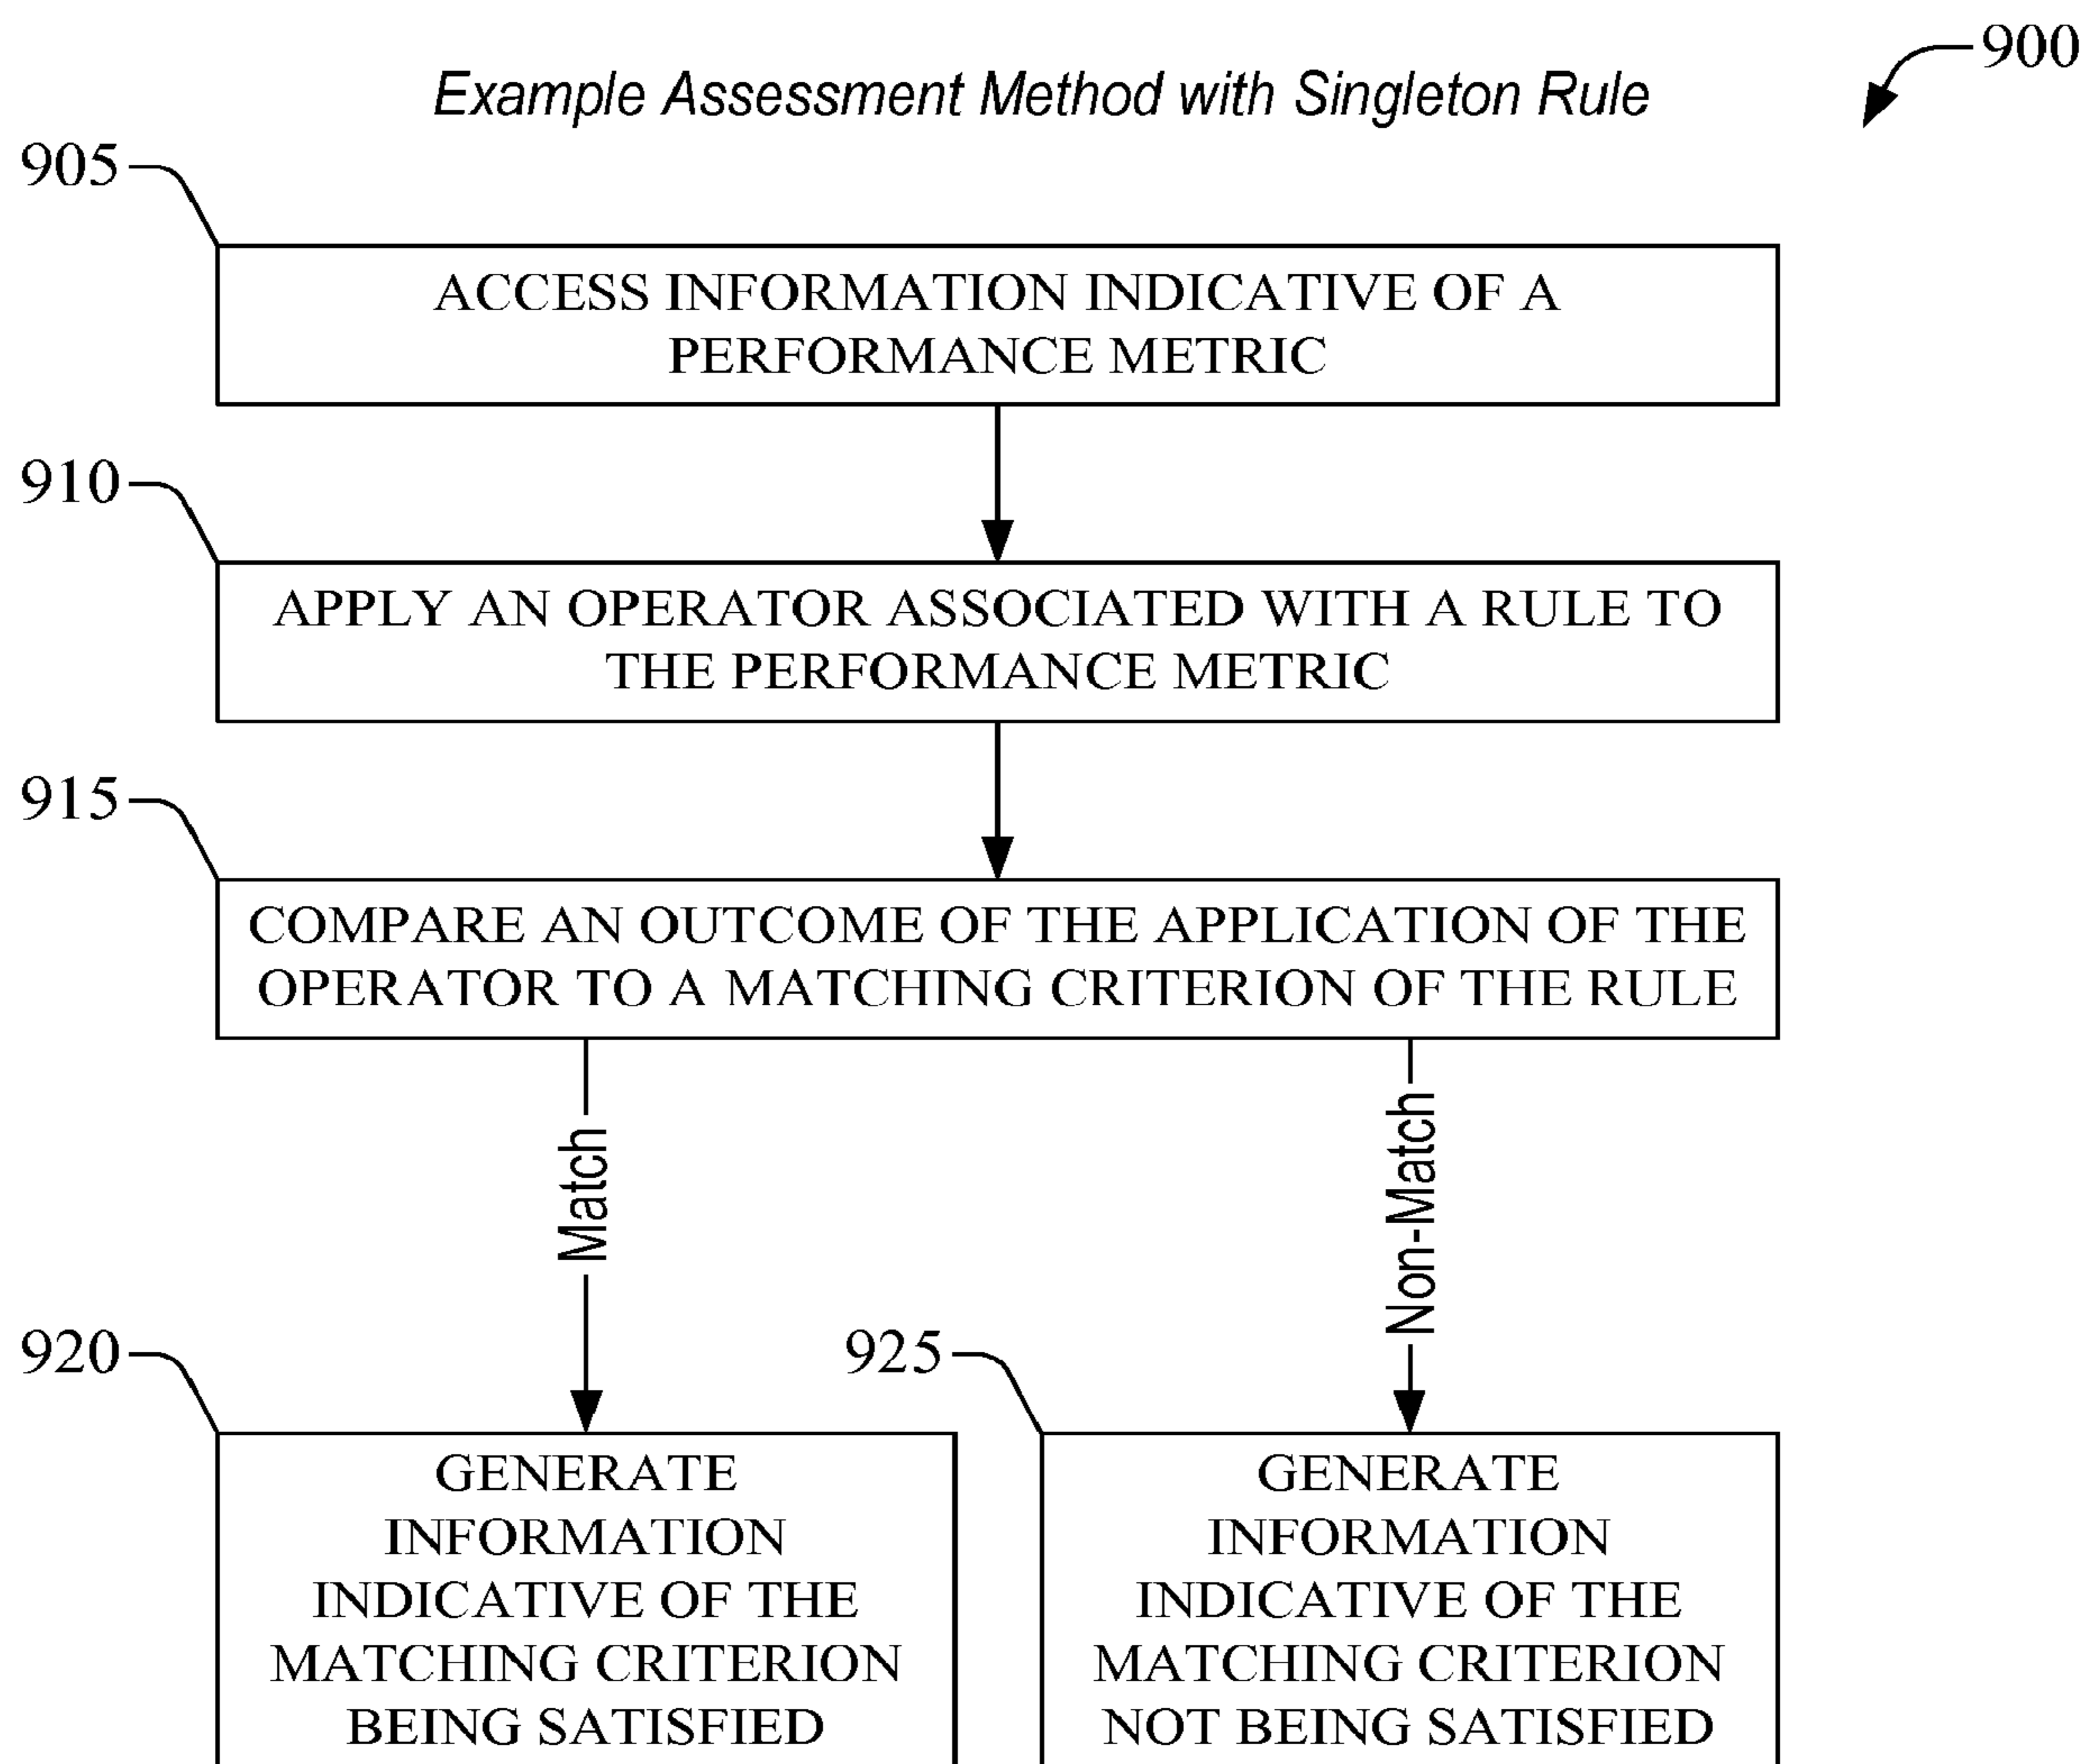 900
Example Assessment Method with Singleton Rule
905
ACCESS INFORMATION INDICATIVE OF A
PERFORMANCE METRIC
910
APPLY AN OPERATOR ASSOCIATED WITH A RULE TO
THE PERFORMANCE METRIC
915
COMPARE AN OUTCOME OF THE APPLICATION OF THE
OPERATOR TO A MATCHING CRITERION OF THE RULE
Match
Non-Match
920
GENERATE
INFORMATION
INDICATIVE OF THE
MATCHING CRITERION
BEING SATISFIED
925
GENERATE
INFORMATION
INDICATIVE OF THE
MATCHING CRITERION
NOT BEING SATISFIED